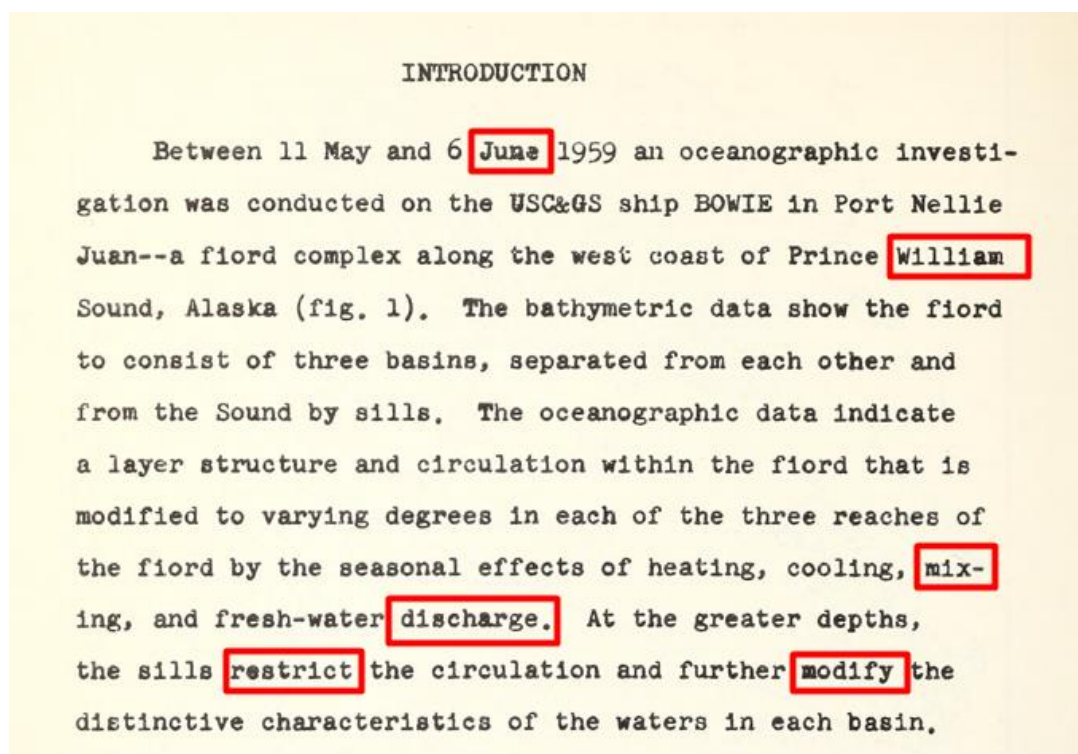 INTRODUCTION
Between 11 May and 6 June 1959 an oceanographic investi-
gation was conducted on the USC&GS ship BOWIE in Port Nellie
Juan--a fiord complex along the west coast of Prince William
Sound, Alaska (fig. 1). The bathymetric data show the fiord
to consist of three basins, separated from each other and
from the Sound by sills. The oceanographic data indicate
a layer structure and circulation within the fiord that is
modified to varying degrees in each of the three reaches of
the fiord by the seasonal effects of heating, cooling, mix-
ing, and fresh-water discharge. At the greater depths,
the sills restrict the circulation and further modify the
distinctive characteristics of the waters in each basin.